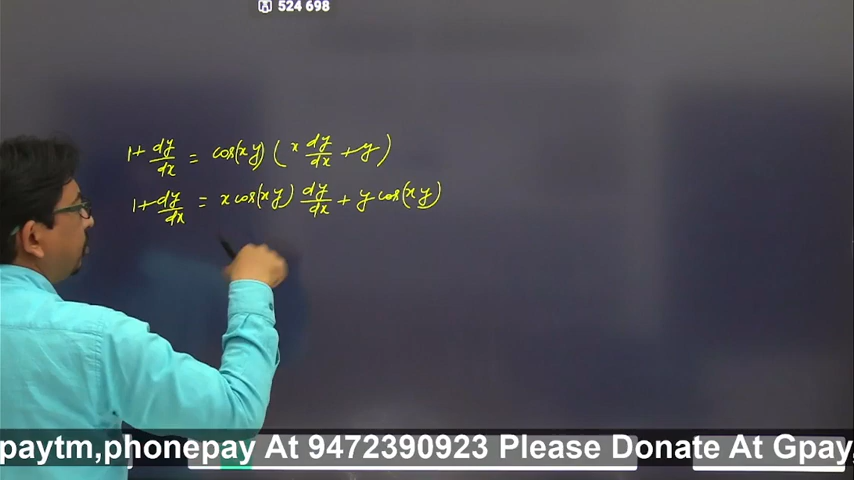 524 698
1+ dy/dx = cos(xy) ( x dy/dx + y )
1+ dy/dx = x cos(xy) dy/dx + y cos(xy)
paytm,phonepay At 9472390923 Please Donate At Gpay,